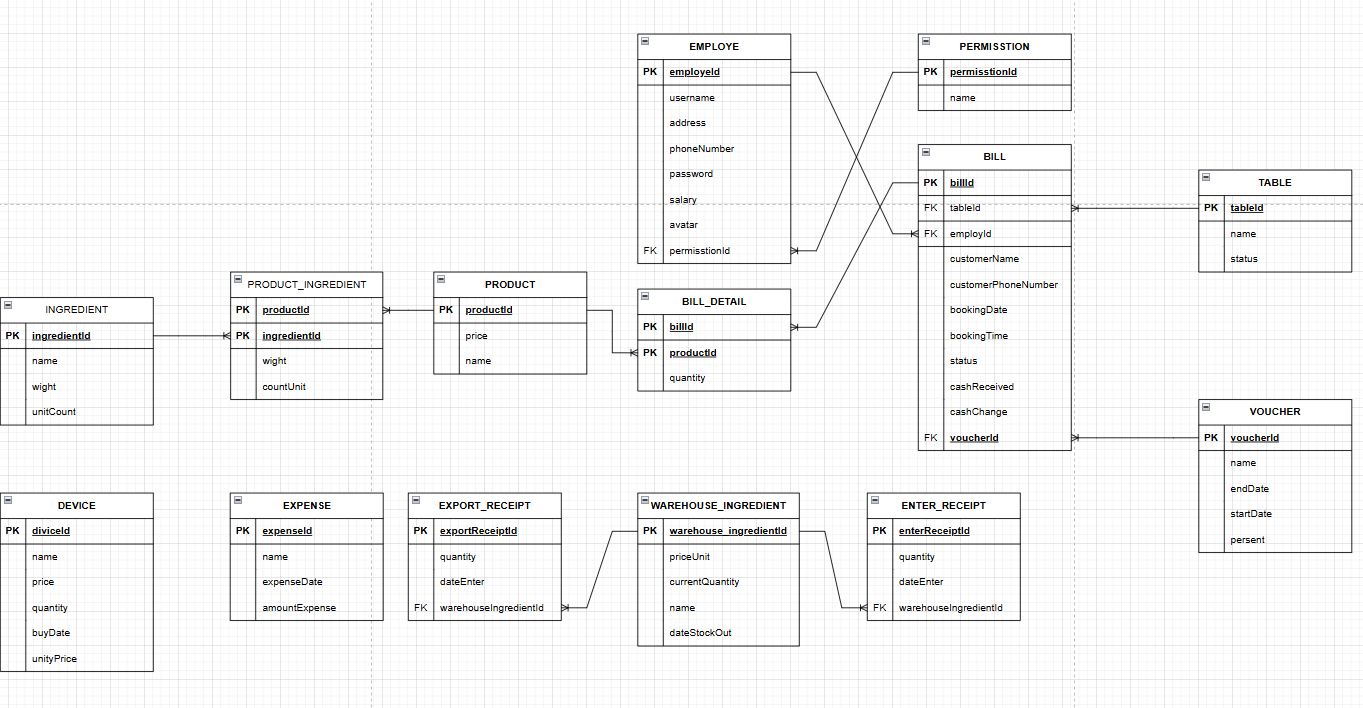 EMPLOYE
PK employeId
username
address
phoneNumber
password
salary
avatar
FK permisstionId
PERMISSTION
PK permisstionId
name
BILL
PK billId
FK tableId
FK employId
customerName
customerPhoneNumber
bookingDate
bookingTime
status
cashReceived
cashChange
FK voucherId
TABLE
PK tableId
name
status
INGREDIENT
PK ingredientId
name
wight
unitCount
PRODUCT_INGREDIENT
PK productId
PK ingredientId
wight
countUnit
PRODUCT
PK productId
price
name
BILL_DETAIL
PK billId
PK productId
quantity
VOUCHER
PK voucherId
name
endDate
startDate
persent
DEVICE
PK diviceId
name
price
quantity
buyDate
unityPrice
EXPENSE
PK expenseId
name
expenseDate
amountExpense
EXPORT_RECEIPT
PK exportReceiptId
quantity
dateEnter
FK warehouseIngredientId
WAREHOUSE_INGREDIENT
PK warehouse_ingredientId
priceUnit
currentQuantity
name
dateStockOut
ENTER_RECEIPT
PK enterReceiptId
quantity
dateEnter
FK warehouseIngredientId